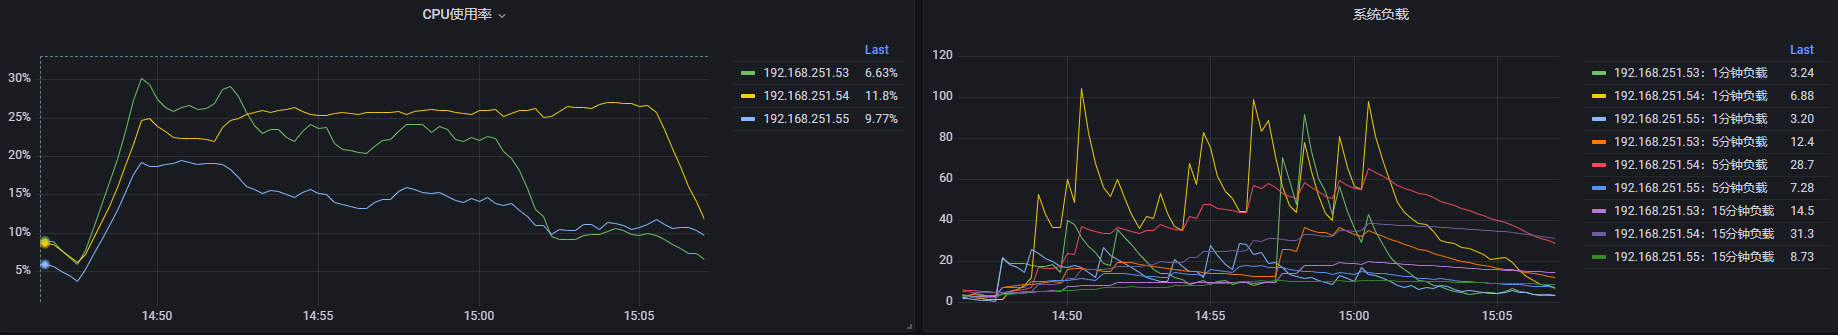 CPU使用率
Last
30%
25%
20%
15%
10%
5%
14:50 14:55 15:00 15:05
192.168.251.53 6.63%
192.168.251.54 11.8%
192.168.251.55 9.77%
系统负载
Last
120
100
80
60
40
20
0
14:50 14:55 15:00 15:05
192.168.251.53：1分钟负载 3.24
192.168.251.54：1分钟负载 6.88
192.168.251.55：1分钟负载 3.20
192.168.251.53：5分钟负载 12.4
192.168.251.54：5分钟负载 28.7
192.168.251.55：5分钟负载 7.28
192.168.251.53：15分钟负载 14.5
192.168.251.54：15分钟负载 31.3
192.168.251.55：15分钟负载 8.73